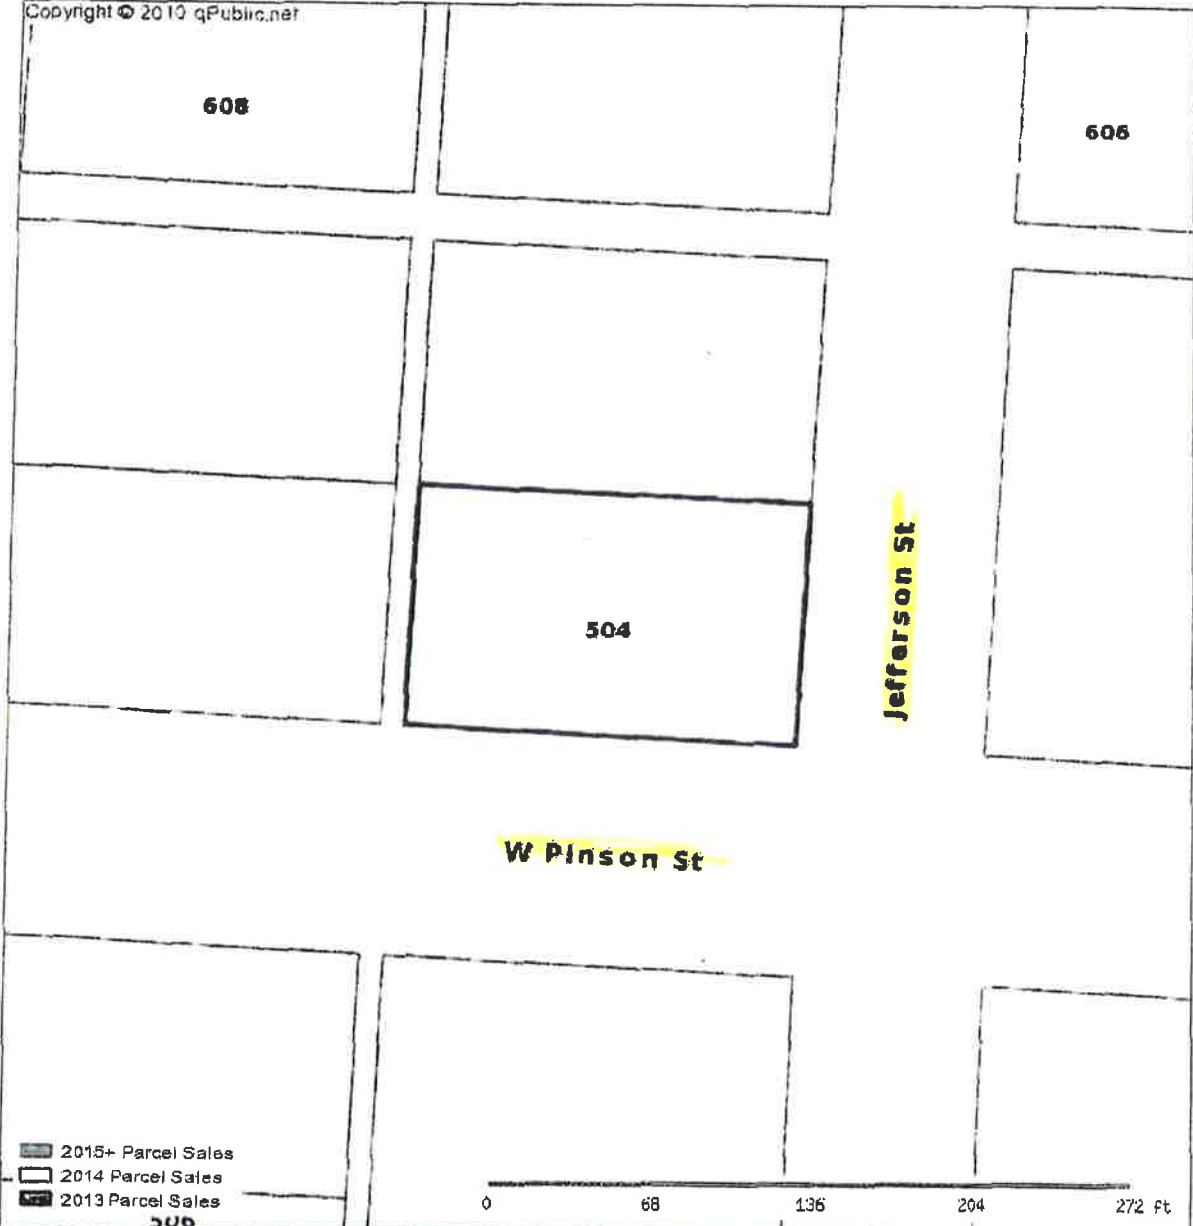 Copyright © 2010 qPublic.net
608
606
504
Jefferson St
W Pinson St
2015+ Parcel Sales
2014 Parcel Sales
2013 Parcel Sales
0 68 136 204 272 ft